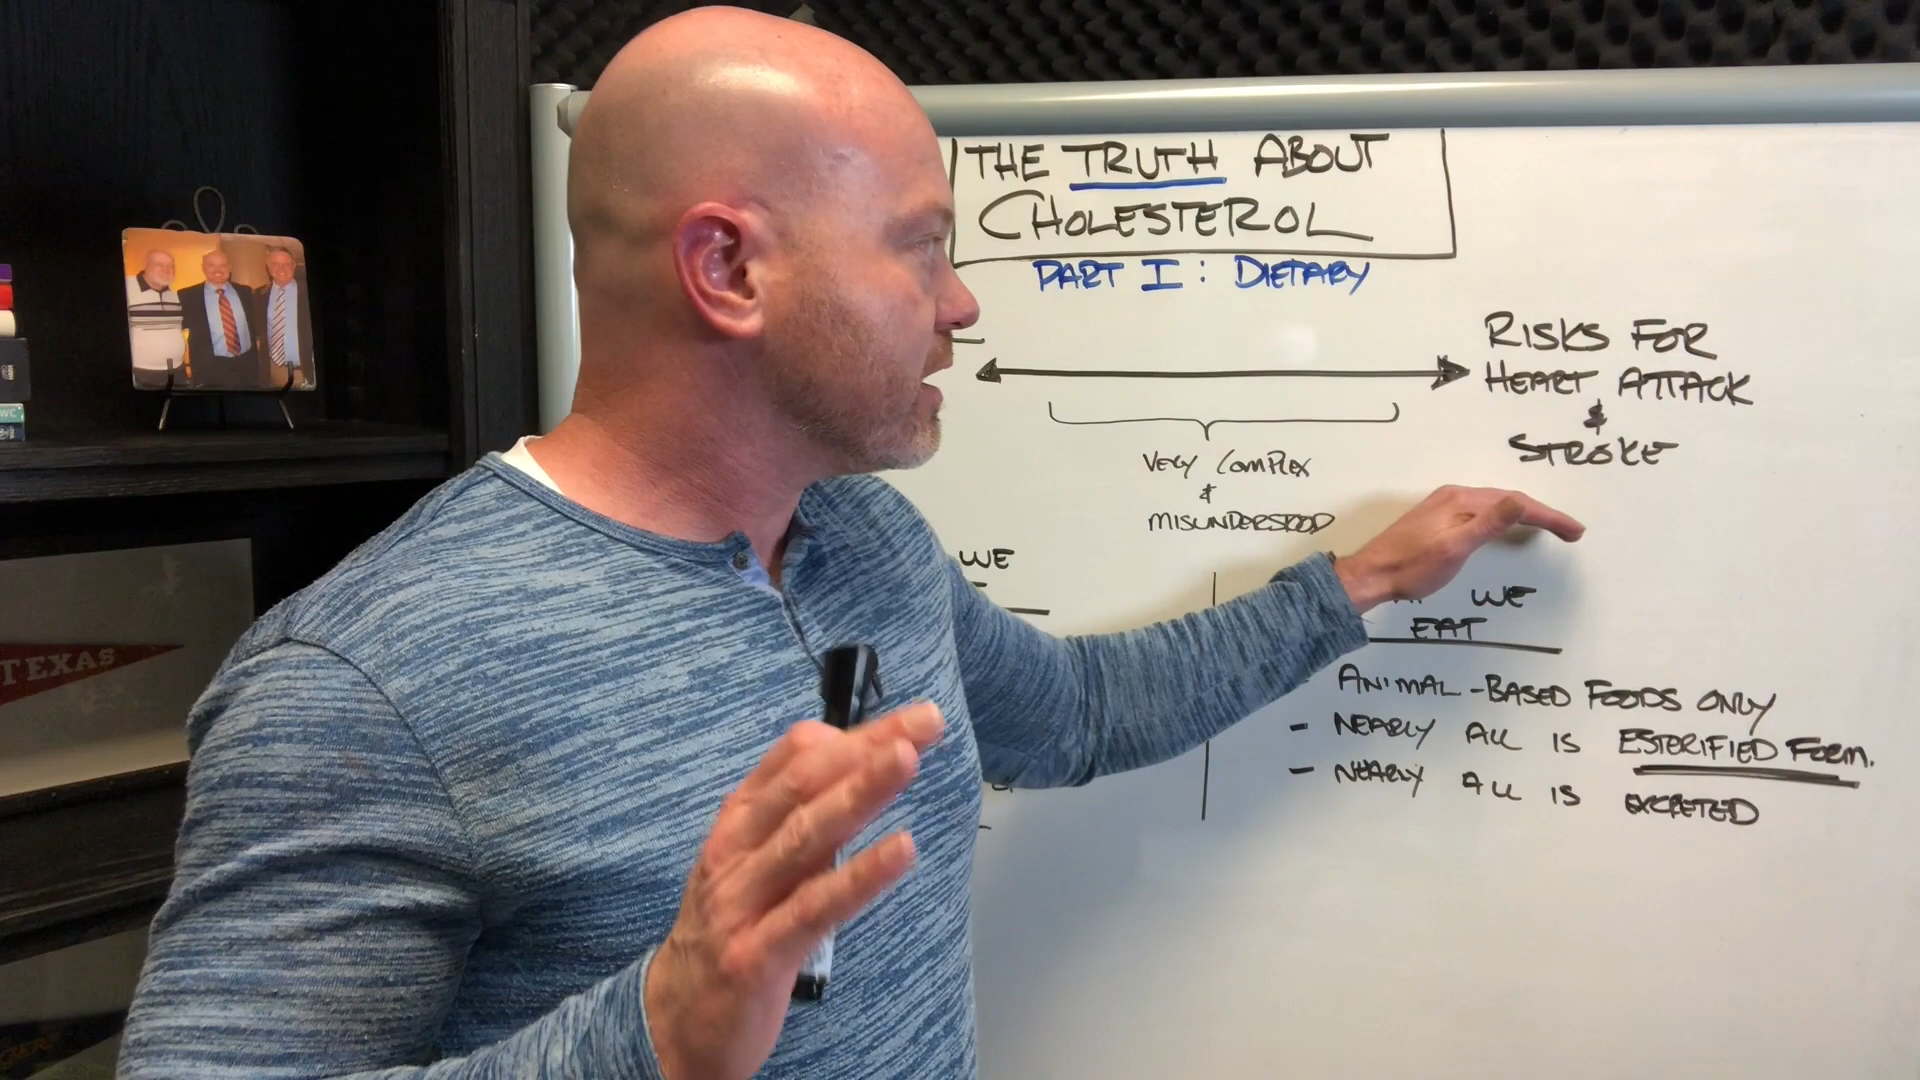 THE TRUTH ABOUT
CHOLESTEROL
PART I: DIETARY
RISKS FOR
HEART ATTACK
&
STROKE
VERY COMPLEX
&
MISUNDERSTOOD
WE
WE
EAT
ANIMAL-BASED FOODS ONLY
- NEARLY ALL IS ESTERIFIED FORM.
- NEARLY ALL IS EXCRETED
TEXAS
WC